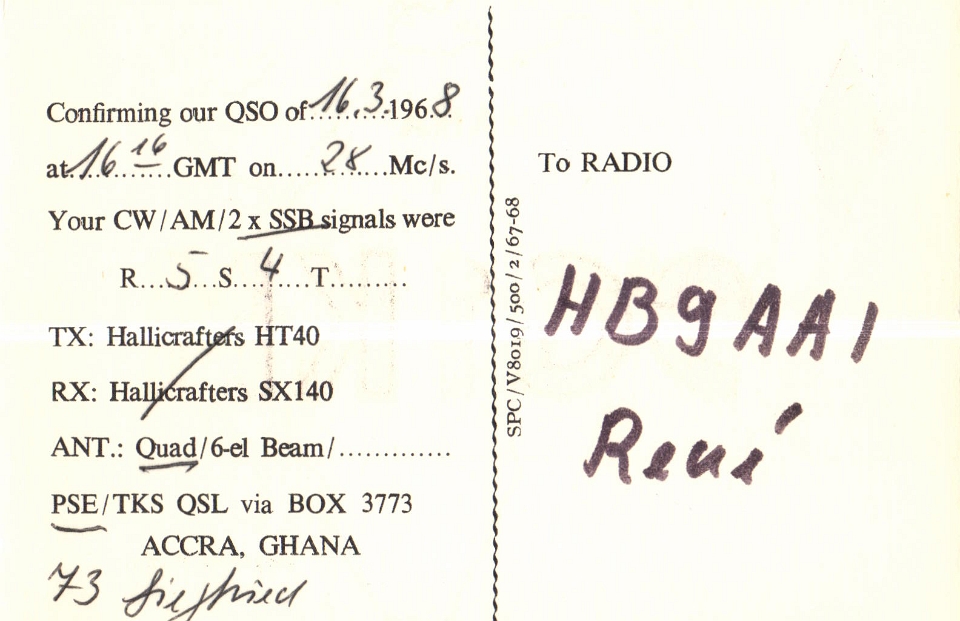 Confirming our QSO of 16.3.1968
at 16 16 GMT on 28 Mc/s.
Your CW/AM/2 x SSB signals were
R...5...S...4...T.........
TX: Hallicrafters HT40
RX: Hallicrafters SX140
ANT.: Quad/6-el Beam/.............
PSE/TKS QSL via BOX 3773
ACCRA, GHANA
73 Siegfried
SPC/V8019/500/2/67-68
To RADIO
HB9AAI
René